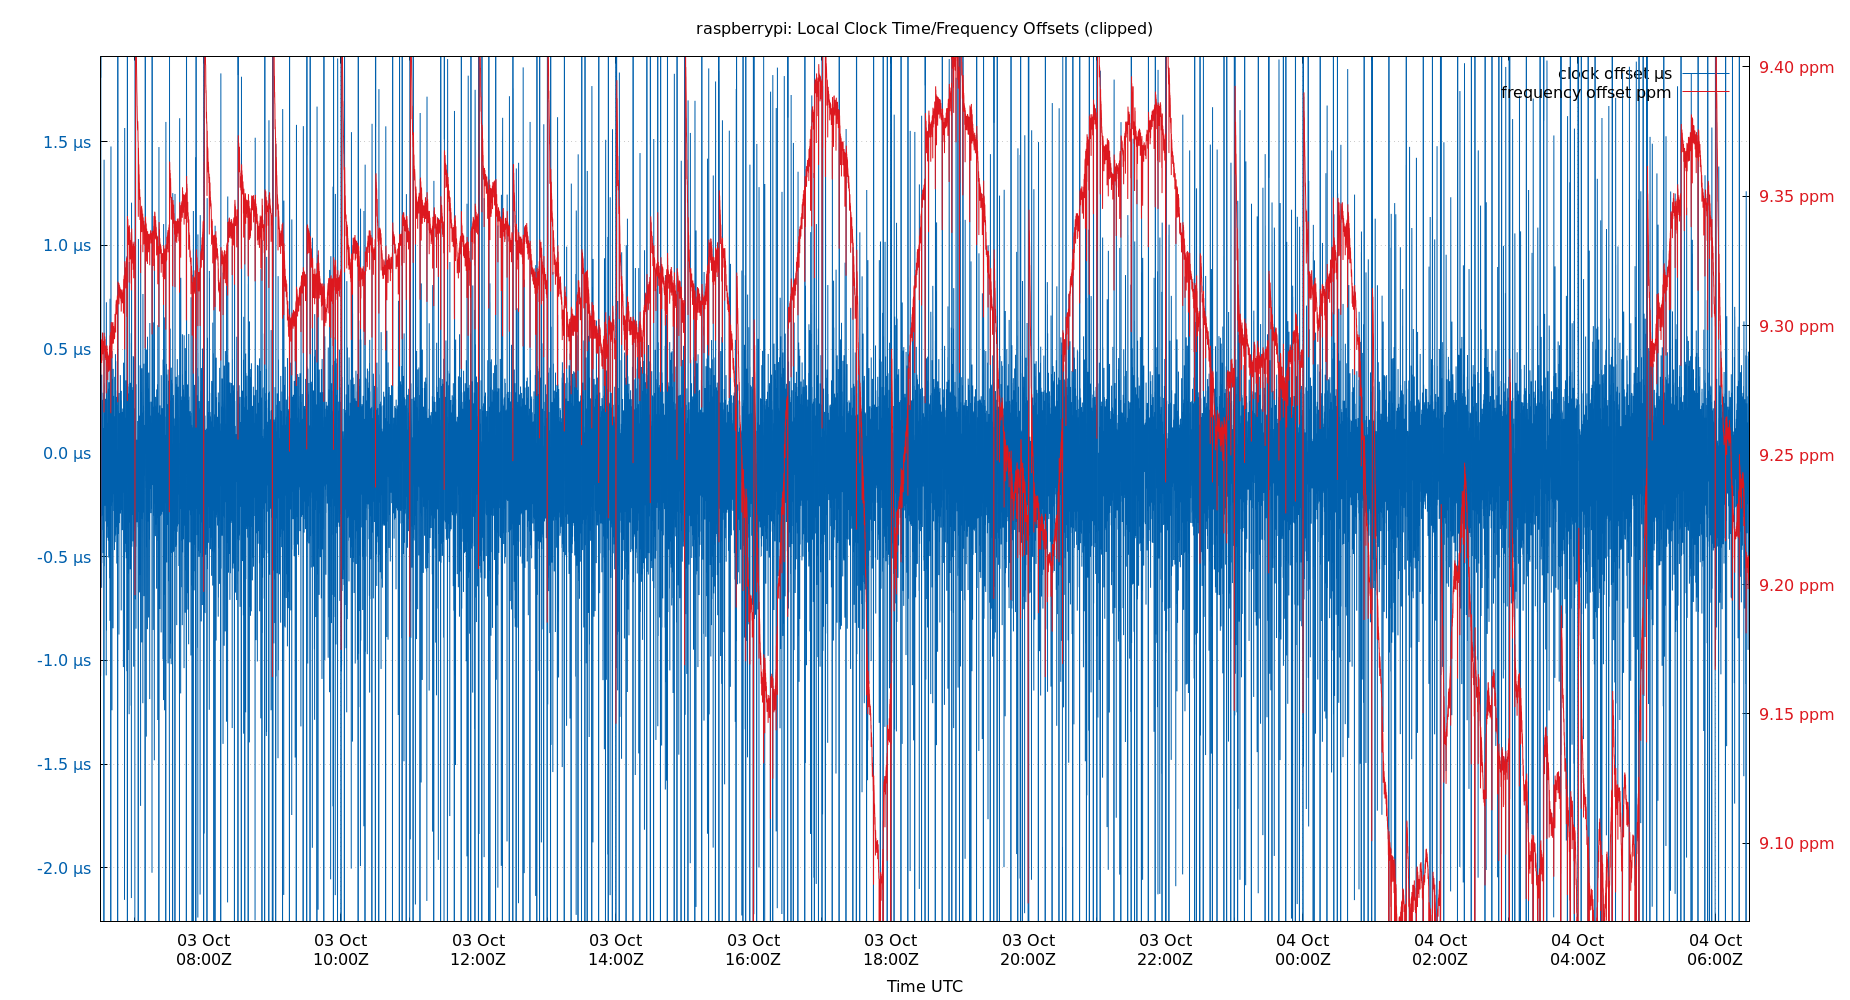 raspberrypi: Local Clock Time/Frequency Offsets (clipped)
clock offset µs
frequency offset ppm
1.5 µs
1.0 µs
0.5 µs
0.0 µs
-0.5 µs
-1.0 µs
-1.5 µs
-2.0 µs
9.40 ppm
9.35 ppm
9.30 ppm
9.25 ppm
9.20 ppm
9.15 ppm
9.10 ppm
03 Oct 03 Oct 03 Oct 03 Oct 03 Oct 03 Oct 03 Oct 03 Oct 04 Oct 04 Oct 04 Oct 04 Oct
08:00Z 10:00Z 12:00Z 14:00Z 16:00Z 18:00Z 20:00Z 22:00Z 00:00Z 02:00Z 04:00Z 06:00Z
Time UTC